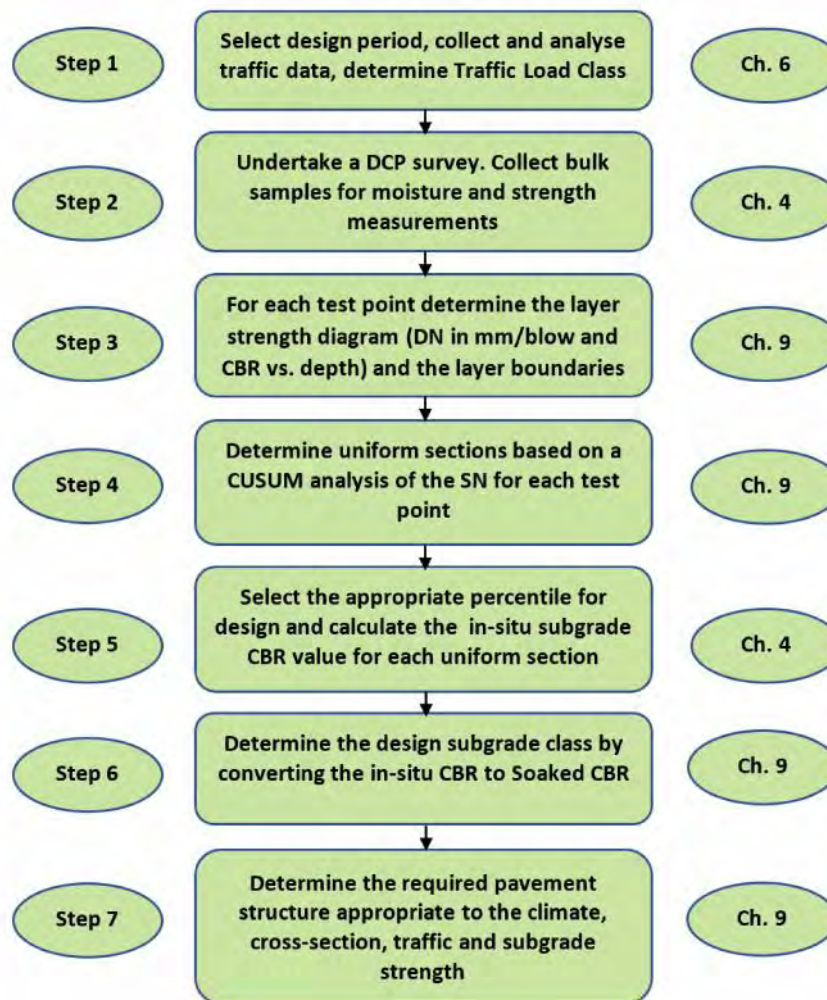 Step 1
Select design period, collect and analyse
traffic data, determine Traffic Load Class
Ch. 6
Step 2
Undertake a DCP survey. Collect bulk
samples for moisture and strength
measurements
Ch. 4
Step 3
For each test point determine the layer
strength diagram (DN in mm/blow and
CBR vs. depth) and the layer boundaries
Ch. 9
Step 4
Determine uniform sections based on a
CUSUM analysis of the SN for each test
point
Ch. 9
Step 5
Select the appropriate percentile for
design and calculate the in-situ subgrade
CBR value for each uniform section
Ch. 4
Step 6
Determine the design subgrade class by
converting the in-situ CBR to Soaked CBR
Ch. 9
Step 7
Determine the required pavement
structure appropriate to the climate,
cross-section, traffic and subgrade
strength
Ch. 9